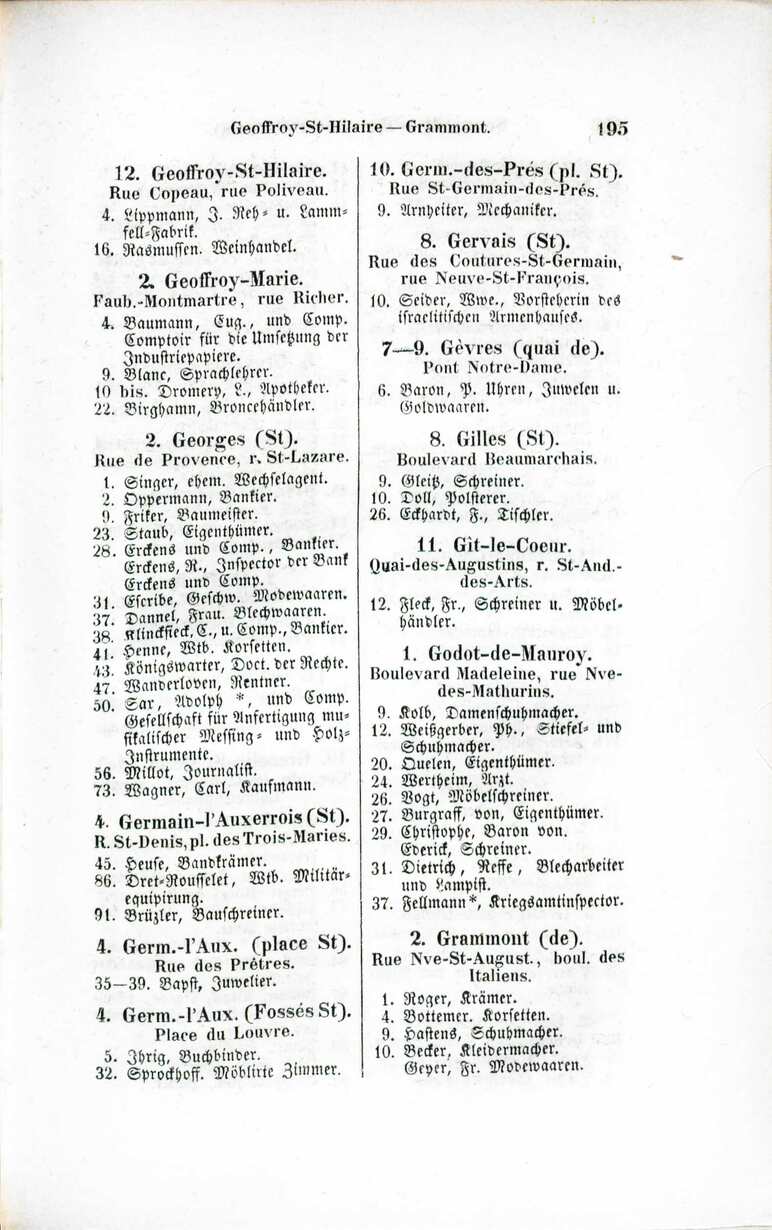 Geoffroy-St-Hilaire — Grammont. 195
12. Geoffroy-St-Hilaire.
Rue Copeau, rue Poliveau.
4. Lippmann, J. Reh- u. Lamm-
fell-Fabrik.
16. Rasmussen. Weinhandel.
2. Geoffroy-Marie.
Faub.-Montmartre, rue Richer.
4. Baumann, Eug., und Comp.
Comptoir für die Umsetzung der
Industriepapiere.
9. Blanc, Sprachlehrer.
10 bis. Dromery, L., Apotheker.
22. Birghamn, Broncehändler.
2. Georges (St).
Rue de Provence, r. St-Lazare.
1. Singer, ehem. Wechselagent.
2. Oppermann, Bankier.
9. Friker, Baumeister.
23. Staub, Eigenthümer.
28. Erckens und Comp., Bankier.
Erckens, R., Inspector der Bank
Erckens und Comp.
31. Escribe, Geschw. Modewaaren.
37. Dannel, Frau. Blechwaaren.
38. Klinckfieck, C., u. Comp., Bankier.
41. Henne, Wtb. Korsetten.
43. Königswarter, Doct. der Rechte.
47. Wanderloven, Rentner.
50. Sax, Adolph *, und Comp.
Gesellschaft für Anfertigung mu-
sikalischer Messing- und Holz-
Instrumente.
56. Millot, Journalist.
73. Wagner, Carl, Kaufmann.
4. Germain-l'Auxerrois (St).
R. St-Denis, pl. des Trois-Maries.
45. Heuse, Bandkrämer.
86. Dret-Rousselet, Wtb. Militär-
equipirung.
91. Brüzler, Bauschreiner.
4. Germ.-l'Aux. (place St).
Rue des Prêtres.
35—39. Bapst, Juwelier.
4. Germ.-l'Aux. (Fossés St).
Place du Louvre.
5. Ihrig, Buchbinder.
32. Sprockhoff. Möblirte Zimmer.
10. Germ.-des-Prés (pl. St).
Rue St-Germain-des-Prés.
9. Arnheiter, Mechaniker.
8. Gervais (St).
Rue des Coutures-St-Germain,
rue Neuve-St-François.
10. Seider, Wwe., Vorsteherin des
israelitischen Armenhauses.
7—9. Gèvres (quai de).
Pont Notre-Dame.
6. Baron, P. Uhren, Juwelen u.
Goldwaaren.
8. Gilles (St).
Boulevard Beaumarchais.
9. Gleiß, Schreiner.
10. Doll, Polsterer.
26. Eckhardt, F., Tischler.
11. Gît-le-Coeur.
Quai-des-Augustins, r. St-And.-
des-Arts.
12. Fleck, Fr., Schreiner u. Möbel-
händler.
1. Godot-de-Mauroy.
Boulevard Madeleine, rue Nve-
des-Mathurins.
9. Kolb, Damenschuhmacher.
12. Weißgerber, Ph., Stiefel- und
Schuhmacher.
20. Quelen, Eigenthümer.
24. Wertheim, Arzt.
26. Vogt, Möbelschreiner.
27. Burgraff, von, Eigenthümer.
29. Christophe, Baron von.
Ederick, Schreiner.
31. Dietrich, Neffe, Blecharbeiter
und Lampist.
37. Fellmann *, Kriegsamtinspector.
2. Grammont (de).
Rue Nve-St-August., boul. des
Italiens.
1. Roger, Krämer.
4. Bottemer. Korsetten.
9. Hastens, Schuhmacher.
10. Becker, Kleidermacher.
Geyer, Fr. Modewaaren.